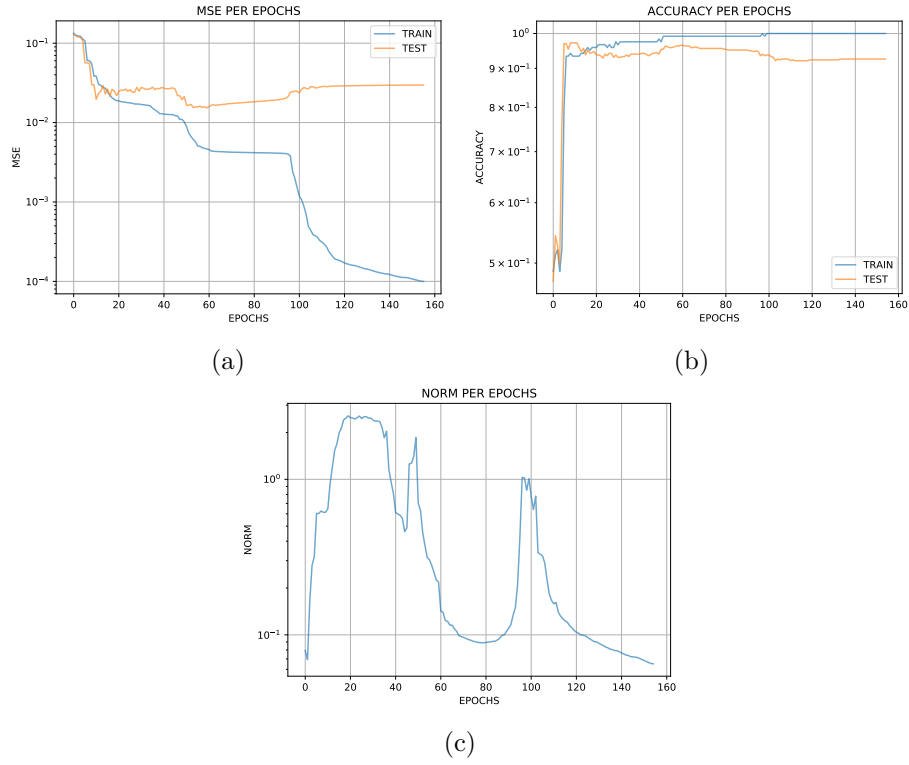 MSE PER EPOCHS
TRAIN
TEST
10⁻¹
10⁻²
10⁻³
10⁻⁴
MSE
0 20 40 60 80 100 120 140 160
EPOCHS
(a)
ACCURACY PER EPOCHS
10⁰
9 × 10⁻¹
8 × 10⁻¹
7 × 10⁻¹
6 × 10⁻¹
5 × 10⁻¹
ACCURACY
TRAIN
TEST
0 20 40 60 80 100 120 140 160
EPOCHS
(b)
NORM PER EPOCHS
10⁰
10⁻¹
NORM
0 20 40 60 80 100 120 140 160
EPOCHS
(c)